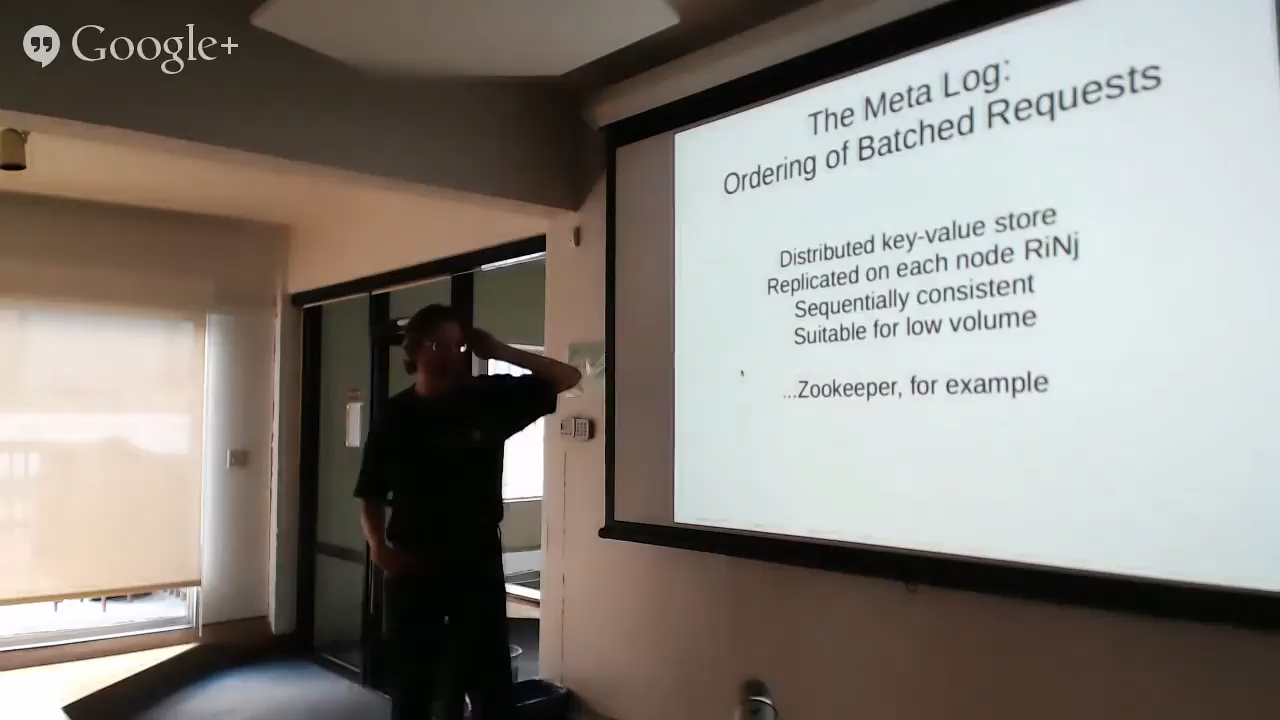 Google+
The Meta Log:
Ordering of Batched Requests
Distributed key-value store
Replicated on each node RiNj
Sequentially consistent
Suitable for low volume
...Zookeeper, for example